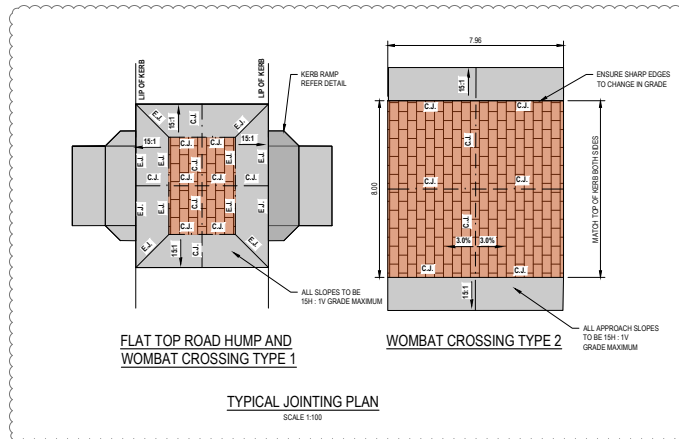 7.96
LIP OF KERB
LIP OF KERB
KERB RAMP
REFER DETAIL
ENSURE SHARP EDGES
TO CHANGE IN GRADE
15:1
C.J.
C.J.
C.J.
E.J.
15:1
C.J.
E.J.
15:1
15:1
C.J.
C.J.
C.J.
E.J.
E.J.
E.J.
E.J.
C.J.
C.J.
C.J.
C.J.
C.J.
C.J.
8.00
MATCH TOP OF KERB BOTH SIDES
E.J.
E.J.
C.J.
E.J.
E.J.
C.J.
C.J.
C.J.
3.0%
3.0%
E.J.
15:1
C.J.
E.J.
C.J.
C.J.
15:1
ALL SLOPES TO BE
15H : 1V GRADE MAXIMUM
ALL APPROACH SLOPES
TO BE 15H : 1V
GRADE MAXIMUM
FLAT TOP ROAD HUMP AND
WOMBAT CROSSING TYPE 1
WOMBAT CROSSING TYPE 2
TYPICAL JOINTING PLAN
SCALE 1:100